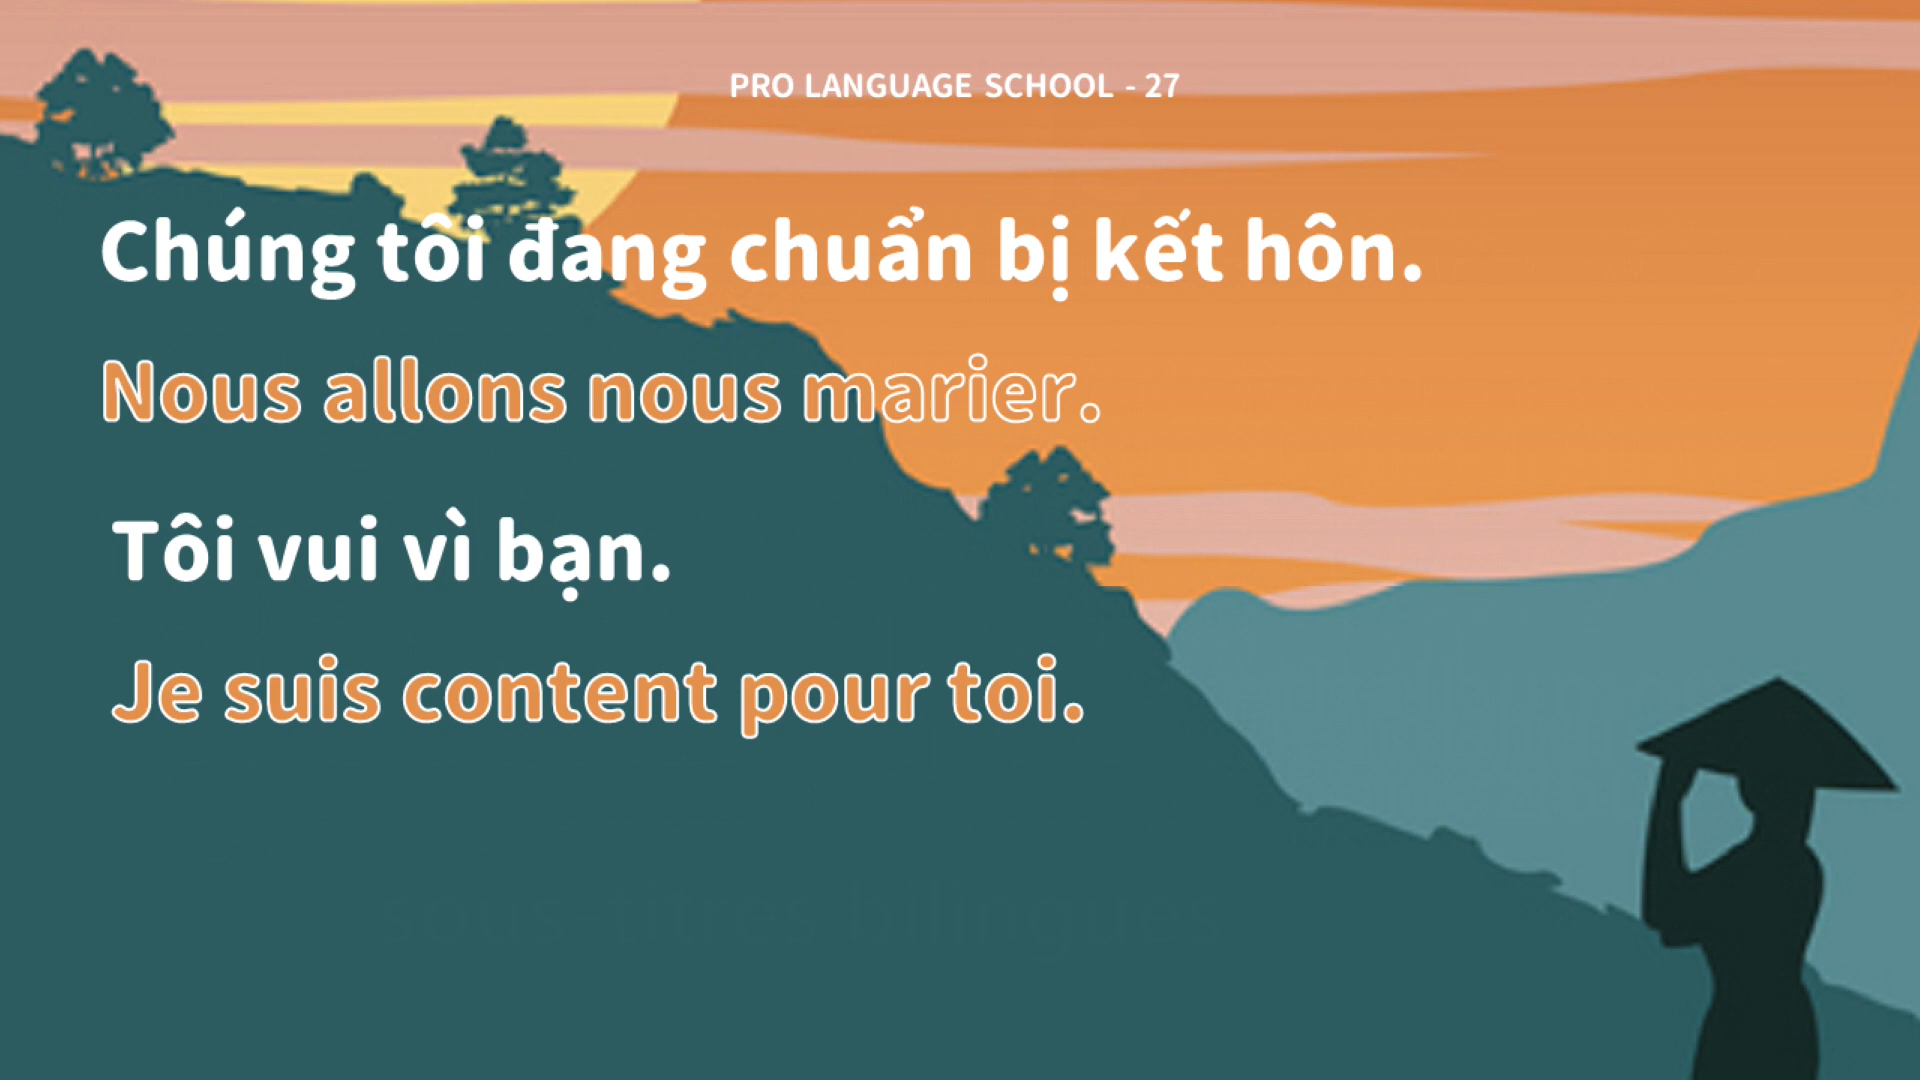 PRO LANGUAGE SCHOOL - 27
Chúng tôi đang chuẩn bị kết hôn.
Nous allons nous marier.
Tôi vui vì bạn.
Je suis content pour toi.